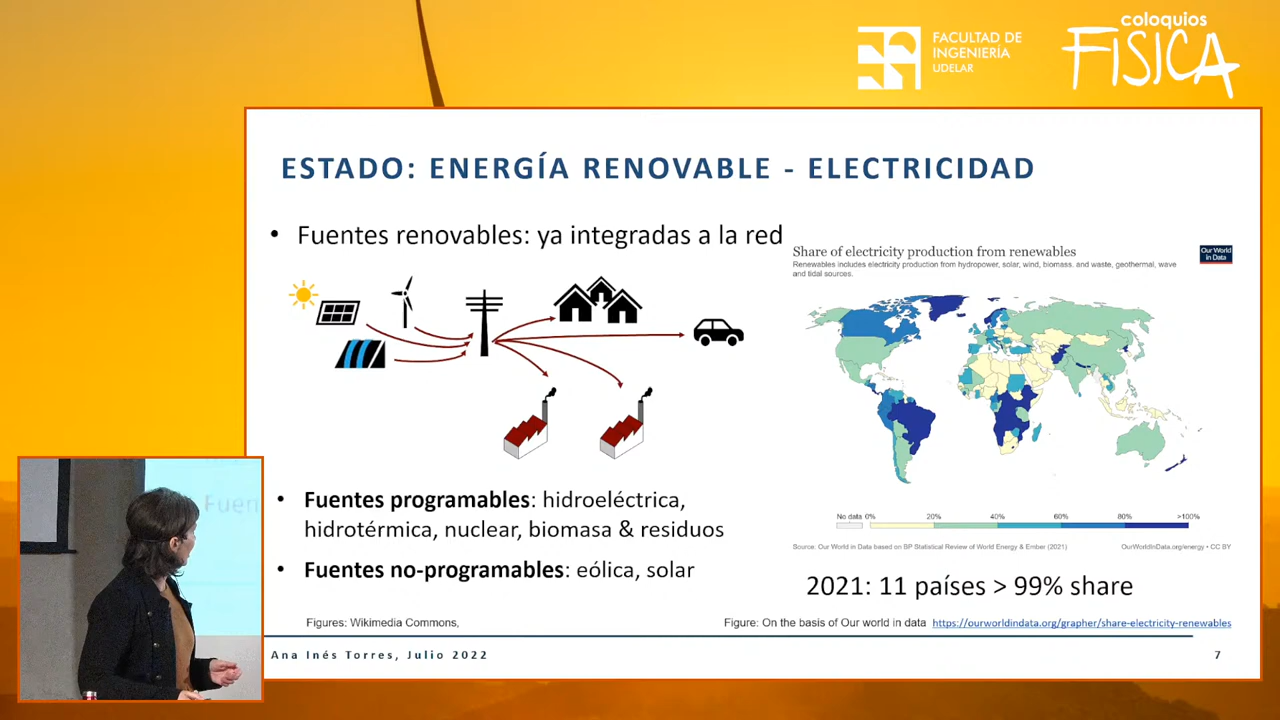 coloquios
FISICA
FACULTAD DE
INGENIERÍA
UDELAR
ESTADO: ENERGÍA RENOVABLE - ELECTRICIDAD
• Fuentes renovables: ya integradas a la red
Share of electricity production from renewables
Renewables includes electricity production from hydropower, solar, wind, biomass, and waste, geothermal, wave
and tidal sources.
Our World
in Data
No data 0% 20% 40% 60% 80% >100%
Source: Our World in Data based on BP Statistical Review of World Energy & Ember (2021)
OurWorldInData.org/energy • CC BY
• Fuentes programables: hidroeléctrica,
hidrotérmica, nuclear, biomasa & residuos
• Fuentes no-programables: eólica, solar
2021: 11 países > 99% share
Figures: Wikimedia Commons,
Figure: On the basis of Our world in data https://ourworldindata.org/grapher/share-electricity-renewables
Ana Inés Torres, Julio 2022
7
Fuen